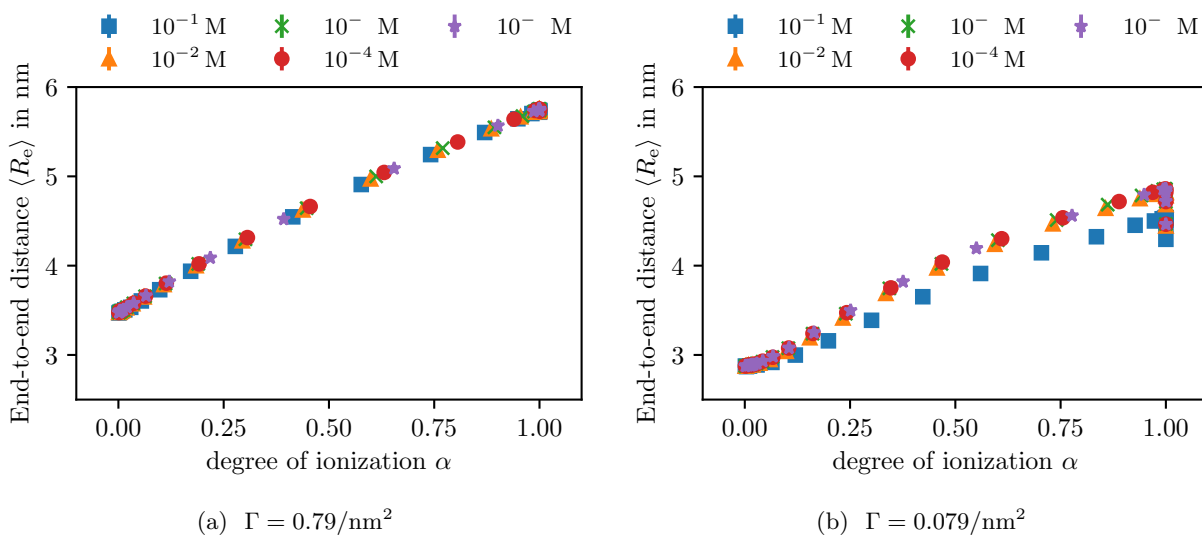 10⁻¹ M 10⁻ M 10⁻ M
10⁻² M 10⁻⁴ M
End-to-end distance ⟨Rₑ⟩ in nm
6
5
4
3
0.00 0.25 0.50 0.75 1.00
degree of ionization α
(a) Γ = 0.79/nm²
10⁻¹ M 10⁻ M 10⁻ M
10⁻² M 10⁻⁴ M
End-to-end distance ⟨Rₑ⟩ in nm
6
5
4
3
0.00 0.25 0.50 0.75 1.00
degree of ionization α
(b) Γ = 0.079/nm²